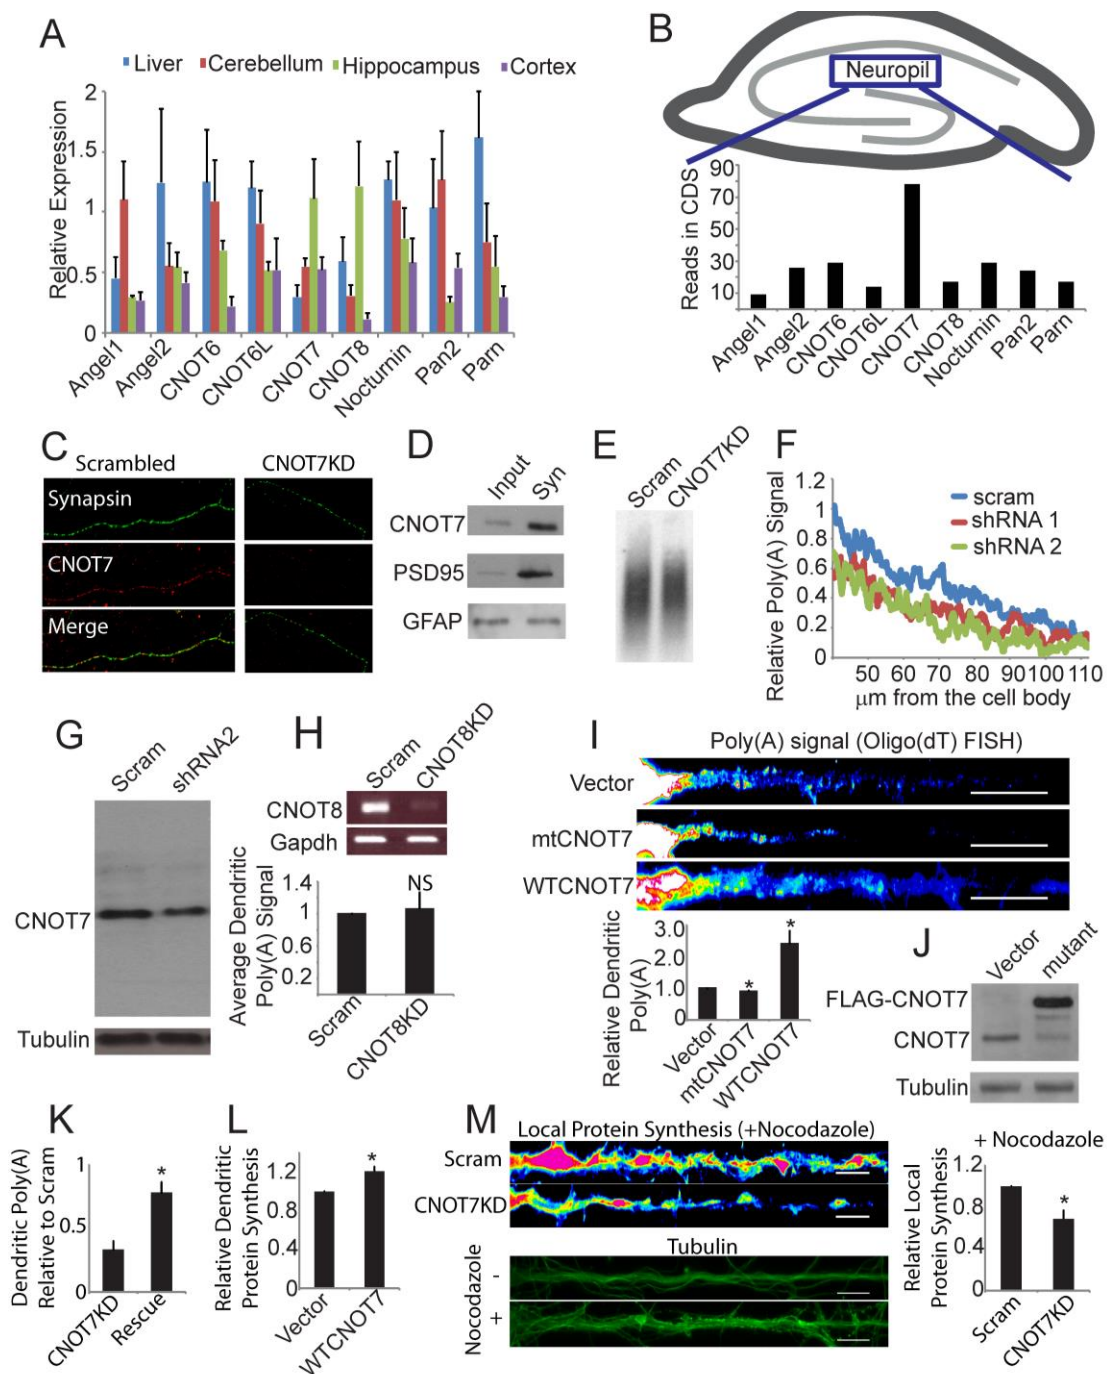 A
Liver Cerebellum Hippocampus Cortex
Relative Expression
2
1.5
1
0.5
0
Angel1
Angel2
CNOT6
CNOT6L
CNOT7
CNOT8
Nocturnin
Pan2
Parn
B
Neuropil
Reads in CDS
90
70
50
30
10
Angel1
Angel2
CNOT6
CNOT6L
CNOT7
CNOT8
Nocturnin
Pan2
Parn
C
Scrambled CNOT7KD
Synapsin
CNOT7
Merge
D
Input Syn
CNOT7
PSD95
GFAP
E
Scram CNOT7KD
F
Relative Poly(A) Signal
1.2
1
0.8
0.6
0.4
0.2
0
scram
shRNA 1
shRNA 2
50 60 70 80 90 100 110
µm from the cell body
G
Scram shRNA2
CNOT7
Tubulin
H
Scram CNOT8KD
CNOT8
Gapdh
Average Dendritic
Poly(A) Signal
1.4
1
0.6
0.2
NS
Scram
CNOT8KD
I
Poly(A) signal (Oligo(dT) FISH)
Vector
mtCNOT7
WTCNOT7
Relative Dendritic
Poly(A)
3.0
2.0
1.0
0
* *
Vector
mtCNOT7
WTCNOT7
J
Vector mutant
FLAG-CNOT7
CNOT7
Tubulin
K
Dendritic Poly(A)
Relative to Scram
1
0.5
0
*
CNOT7KD
Rescue
L
Relative Dendritic
Protein Synthesis
1.2
0.8
0.4
0
*
Vector
WTCNOT7
M
Local Protein Synthesis (+Nocodazole)
Scram
CNOT7KD
Tubulin
Nocodazole
-
+
+ Nocodazole
Relative Local
Protein Synthesis
1.2
0.8
0.4
0
*
Scram
CNOT7KD